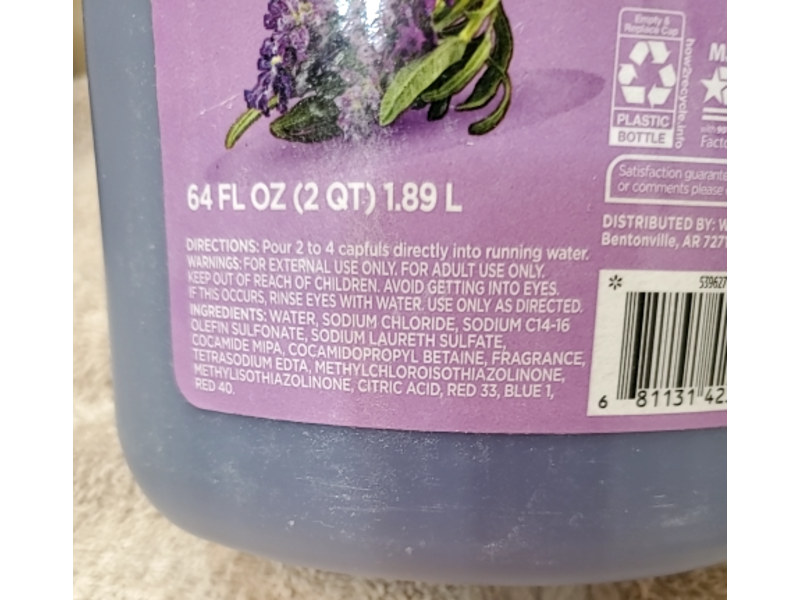 Empty &
Replace Cap
PLASTIC
BOTTLE
how2recycle.info
with 90
Facto
Satisfaction guarante
or comments please
64 FL OZ (2 QT) 1.89 L
DISTRIBUTED BY: W
Bentonville, AR 7271
DIRECTIONS: Pour 2 to 4 capfuls directly into running water.
WARNINGS: FOR EXTERNAL USE ONLY. FOR ADULT USE ONLY.
KEEP OUT OF REACH OF CHILDREN. AVOID GETTING INTO EYES.
IF THIS OCCURS, RINSE EYES WITH WATER. USE ONLY AS DIRECTED.
INGREDIENTS: WATER, SODIUM CHLORIDE, SODIUM C14-16
OLEFIN SULFONATE, SODIUM LAURETH SULFATE,
COCAMIDE MIPA, COCAMIDOPROPYL BETAINE, FRAGRANCE,
TETRASODIUM EDTA, METHYLCHLOROISOTHIAZOLINONE,
METHYLISOTHIAZOLINONE, CITRIC ACID, RED 33, BLUE 1,
RED 40.
* 539627
6 81131 42